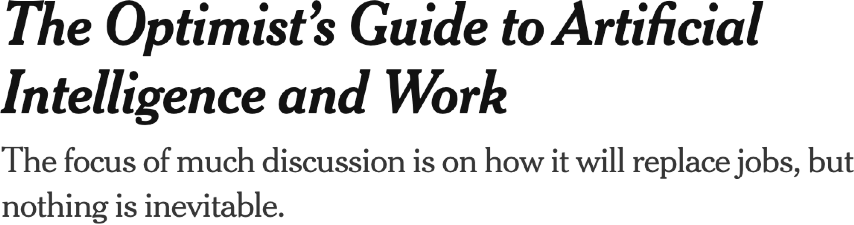 The Optimist’s Guide to Artificial
Intelligence and Work
The focus of much discussion is on how it will replace jobs, but
nothing is inevitable.